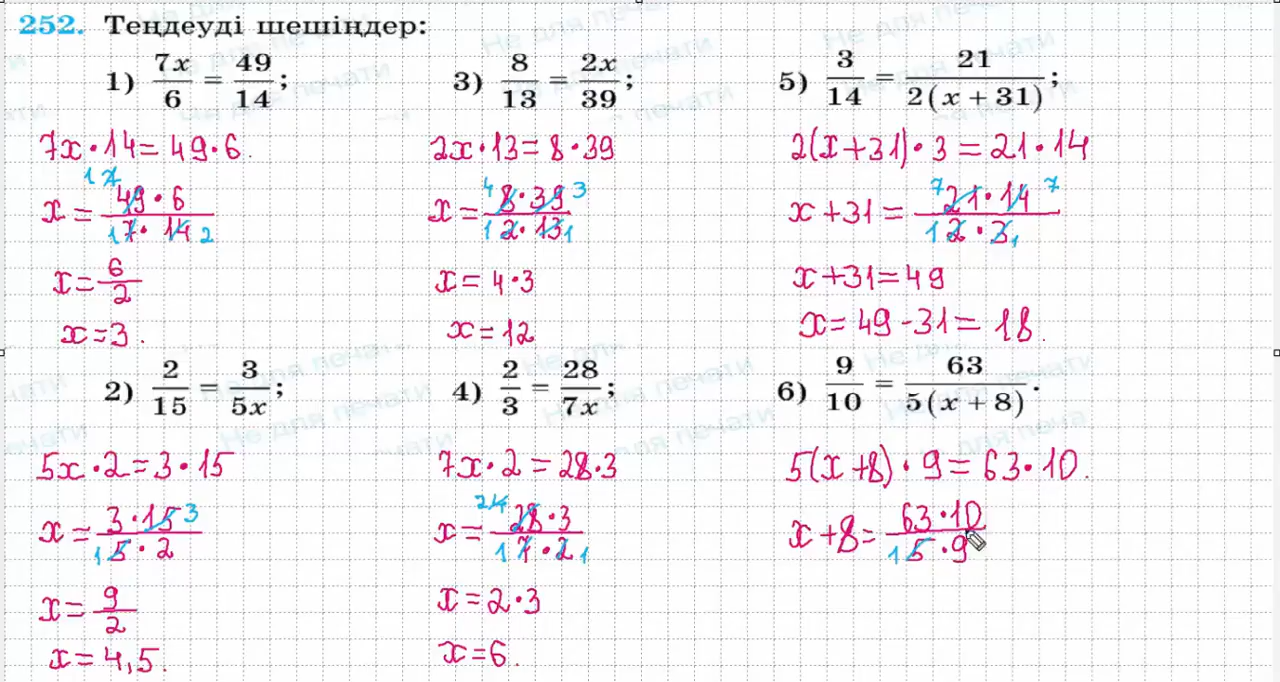 252. Теңдеуді шешіңдер:
1) 7x/6 = 49/14;
3) 8/13 = 2x/39;
5) 3/14 = 21/2(x + 31);
7x·14=49·6.
x = 49·6/7·14
x = 6/2
x=3.
2x·13=8·39
x = 8·39/2·13
x = 4·3
x=12
2(x+31)·3=21·14
x+31 = 21·14/2·3
x+31=49
x=49-31=18.
2) 2/15 = 3/5x;
4) 2/3 = 28/7x;
6) 9/10 = 63/5(x + 8).
5x·2=3·15
x = 3·15/5·2
x = 9/2
x=4,5.
7x·2=28·3
x = 28·3/7·2
x=2·3
x=6.
5(x+8)·9=63·10.
x+8 = 63·10/5·9